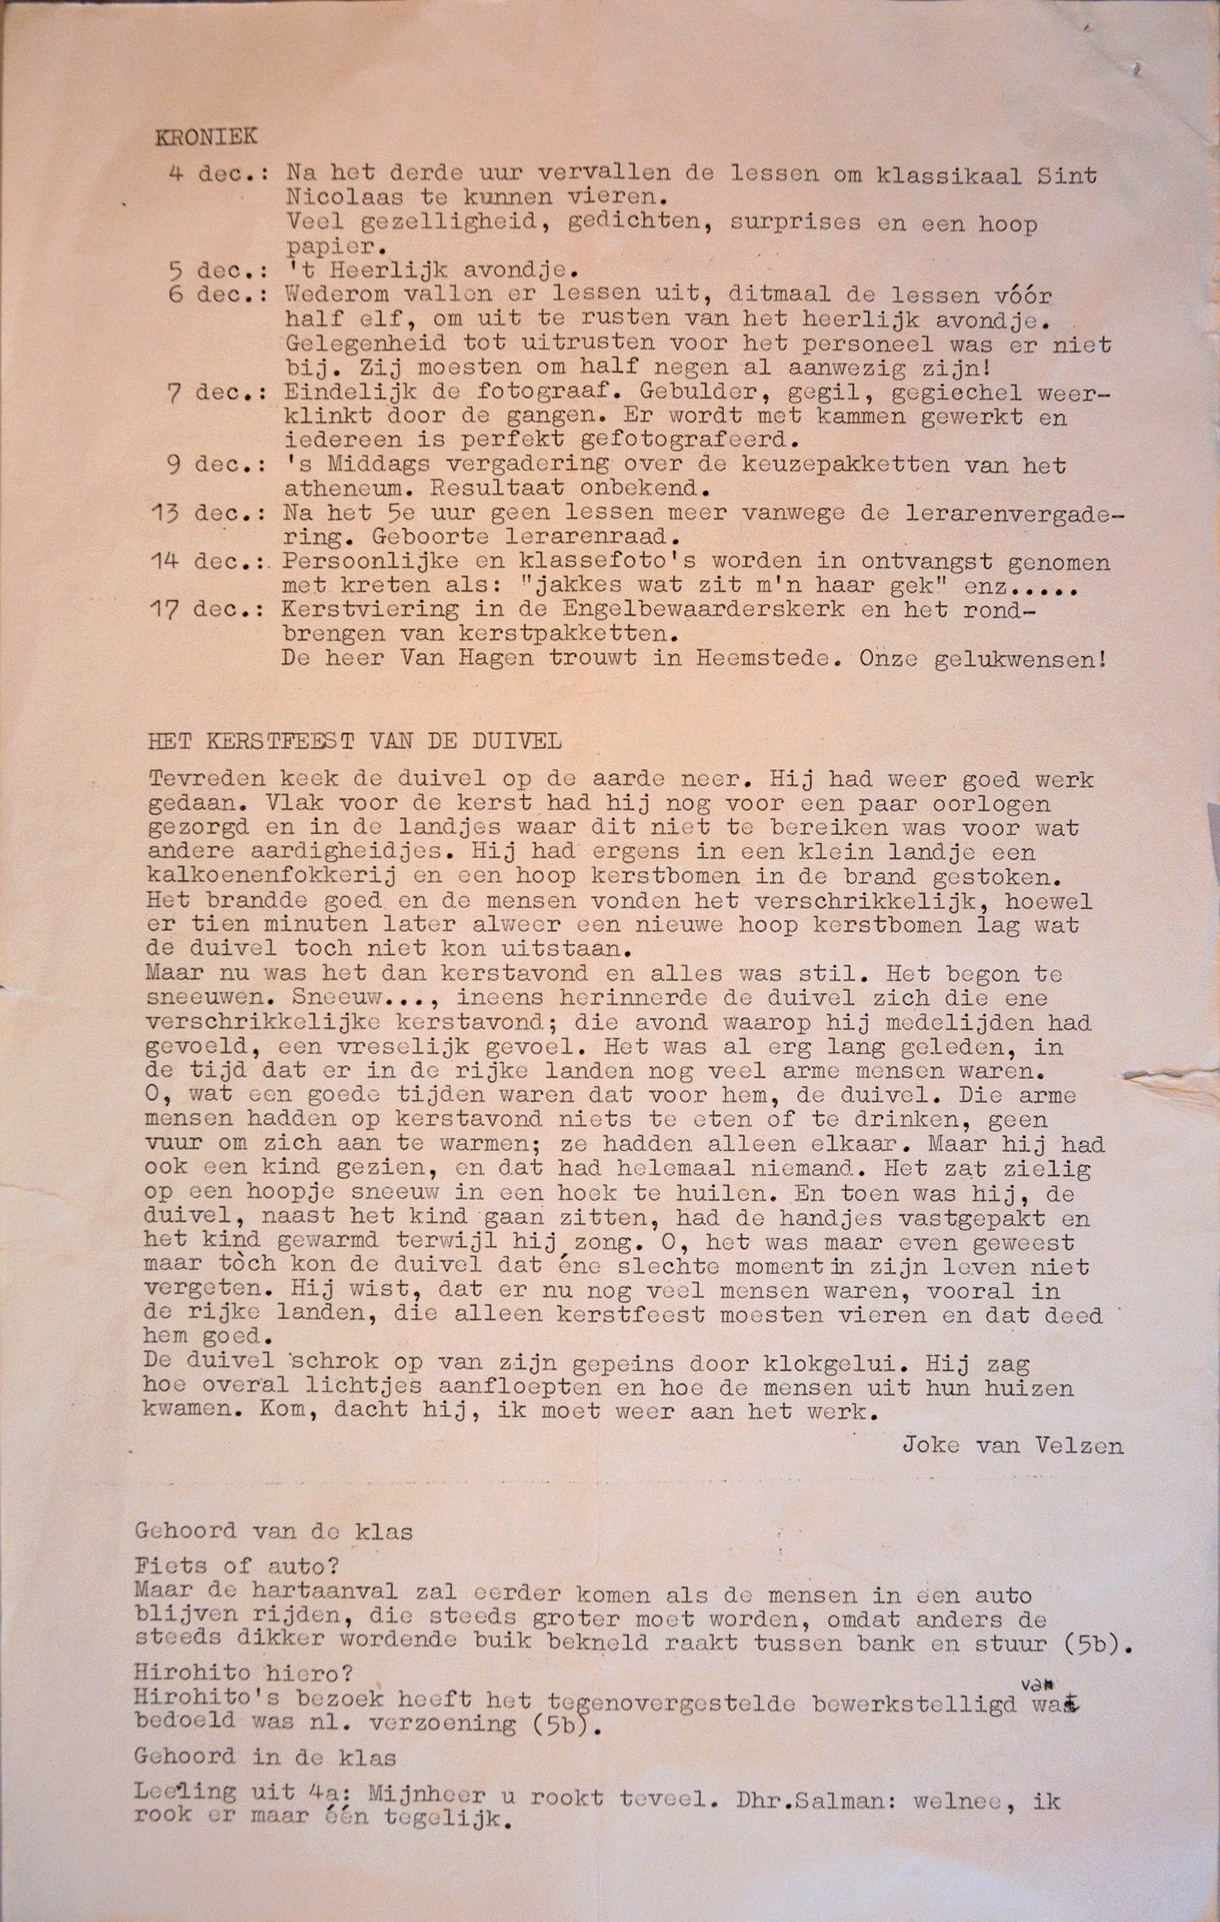 KRONIEK
4 dec.: Na het derde uur vervallen de lessen om klassikaal Sint
Nicolaas te kunnen vieren.
Veel gezelligheid, gedichten, surprises en een hoop
papier.
5 dec.: 't Heerlijk avondje.
6 dec.: Wederom vallen er lessen uit, ditmaal de lessen vóór
half elf, om uit te rusten van het heerlijk avondje.
Gelegenheid tot uitrusten voor het personeel was er niet
bij. Zij moesten om half negen al aanwezig zijn!
7 dec.: Eindelijk de fotograaf. Gebulder, gegil, gegiechel weer-
klinkt door de gangen. Er wordt met kammen gewerkt en
iedereen is perfekt gefotografeerd.
9 dec.: 's Middags vergadering over de keuzepakketten van het
atheneum. Resultaat onbekend.
13 dec.: Na het 5e uur geen lessen meer vanwege de lerarenvergade-
ring. Geboorte lerarenraad.
14 dec.: Persoonlijke en klassefoto's worden in ontvangst genomen
met kreten als: "jakkes wat zit m'n haar gek" enz.....
17 dec.: Kerstviering in de Engelbewaarderskerk en het rond-
brengen van kerstpakketten.
De heer Van Hagen trouwt in Heemstede. Onze gelukwensen!
HET KERSTFEEST VAN DE DUIVEL
Tevreden keek de duivel op de aarde neer. Hij had weer goed werk
gedaan. Vlak voor de kerst had hij nog voor een paar oorlogen
gezorgd en in de landjes waar dit niet te bereiken was voor wat
andere aardigheidjes. Hij had ergens in een klein landje een
kalkoenenfokkerij en een hoop kerstbomen in de brand gestoken.
Het brandde goed en de mensen vonden het verschrikkelijk, hoewel
er tien minuten later alweer een nieuwe hoop kerstbomen lag wat
de duivel toch niet kon uitstaan.
Maar nu was het dan kerstavond en alles was stil. Het begon te
sneeuwen. Sneeuw..., ineens herinnerde de duivel zich die ene
verschrikkelijke kerstavond; die avond waarop hij medelijden had
gevoeld, een vreselijk gevoel. Het was al erg lang geleden, in
de tijd dat er in de rijke landen nog veel arme mensen waren.
O, wat een goede tijden waren dat voor hem, de duivel. Die arme
mensen hadden op kerstavond niets te eten of te drinken, geen
vuur om zich aan te warmen; ze hadden alleen elkaar. Maar hij had
ook een kind gezien, en dat had helemaal niemand. Het zat zielig
op een hoopje sneeuw in een hoek te huilen. En toen was hij, de
duivel, naast het kind gaan zitten, had de handjes vastgepakt en
het kind gewarmd terwijl hij zong. O, het was maar even geweest
maar tòch kon de duivel dat éne slechte moment in zijn leven niet
vergeten. Hij wist, dat er nu nog veel mensen waren, vooral in
de rijke landen, die alleen kerstfeest moesten vieren en dat deed
hem goed.
De duivel schrok op van zijn gepeins door klokgelui. Hij zag
hoe overal lichtjes aanfloepten en hoe de mensen uit hun huizen
kwamen. Kom, dacht hij, ik moet weer aan het werk.
Joke van Velzen
Gehoord van de klas
Fiets of auto?
Maar de hartaanval zal eerder komen als de mensen in een auto
blijven rijden, die steeds groter moet worden, omdat anders de
steeds dikker wordende buik bekneld raakt tussen bank en stuur (5b).
Hirohito hiero?
van
Hirohito's bezoek heeft het tegenovergestelde bewerkstelligd wat
bedoeld was nl. verzoening (5b).
Gehoord in de klas
Leeling uit 4a: Mijnheer u rookt teveel. Dhr.Salman: welnee, ik
rook er maar één tegelijk.